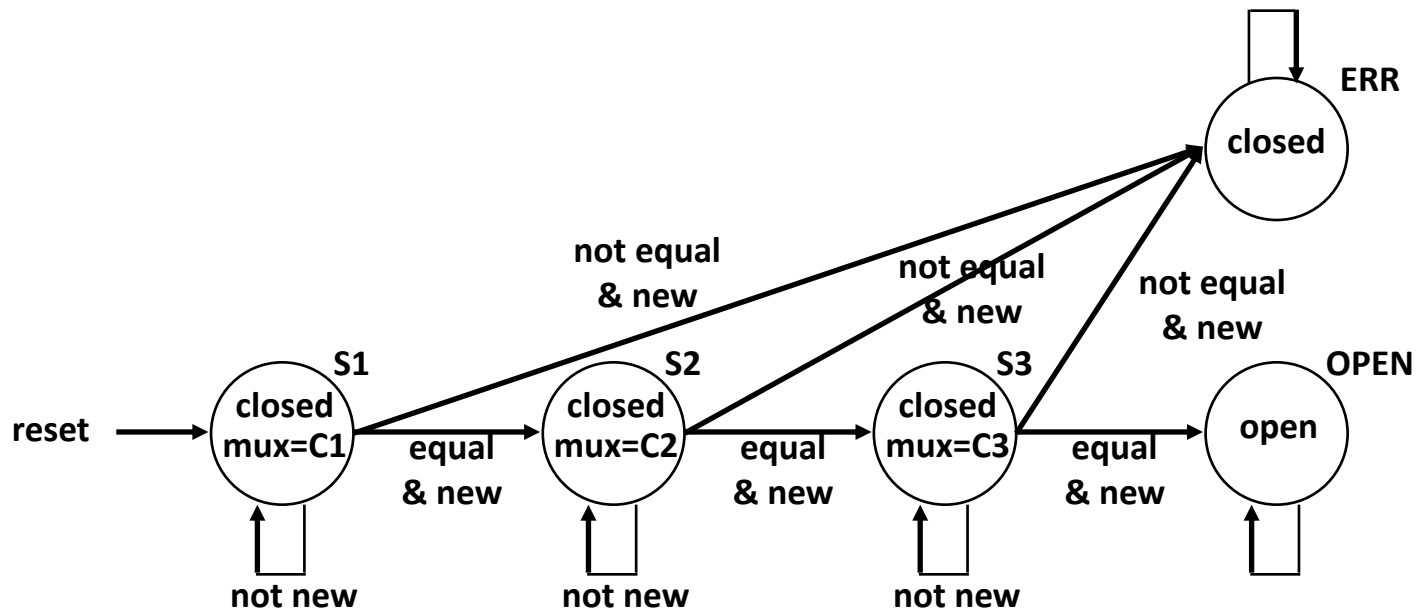 ERR
closed
not equal
& new
not equal
& new
not equal
& new
S1
S2
S3
OPEN
reset
closed
mux=C1
equal
& new
closed
mux=C2
equal
& new
closed
mux=C3
equal
& new
open
not new
not new
not new